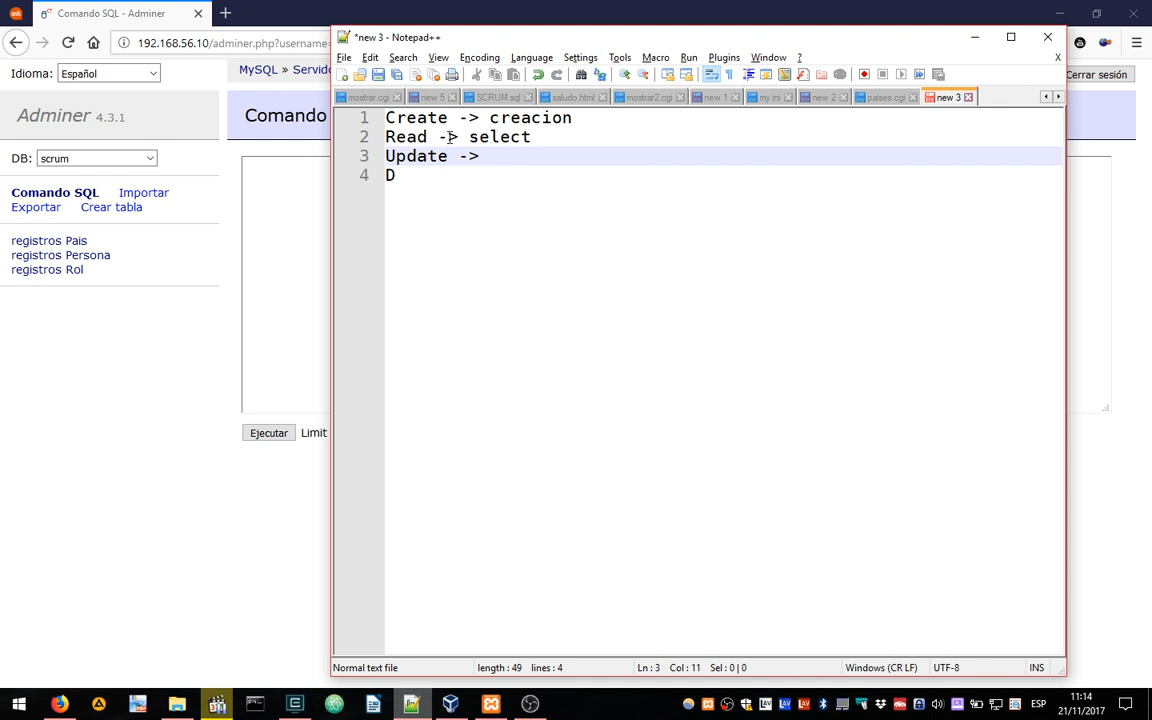 Comando SQL - Adminer
192.168.56.10/adminer.php?username=
Idioma: Español
MySQL » Servido
Cerrar sesión
Adminer 4.3.1
Comando
DB: scrum
Comando SQL Importar
Exportar Crear tabla
registros Pais
registros Persona
registros Rol
Ejecutar Limit
*new 3 - Notepad++
File Edit Search View Encoding Language Settings Tools Macro Run Plugins Window ? X
mostrar.cgi new 5 SCRUM.sql saludo.html mostrar2.cgi new 1 my.ini new 2 paises.cgi new 3
1 Create -> creacion
2 Read -> select
3 Update ->
4 D
Normal text file length : 49 lines : 4 Ln : 3 Col : 11 Sel : 0 | 0 Windows (CR LF) UTF-8 INS
ESP
11:14
21/11/2017